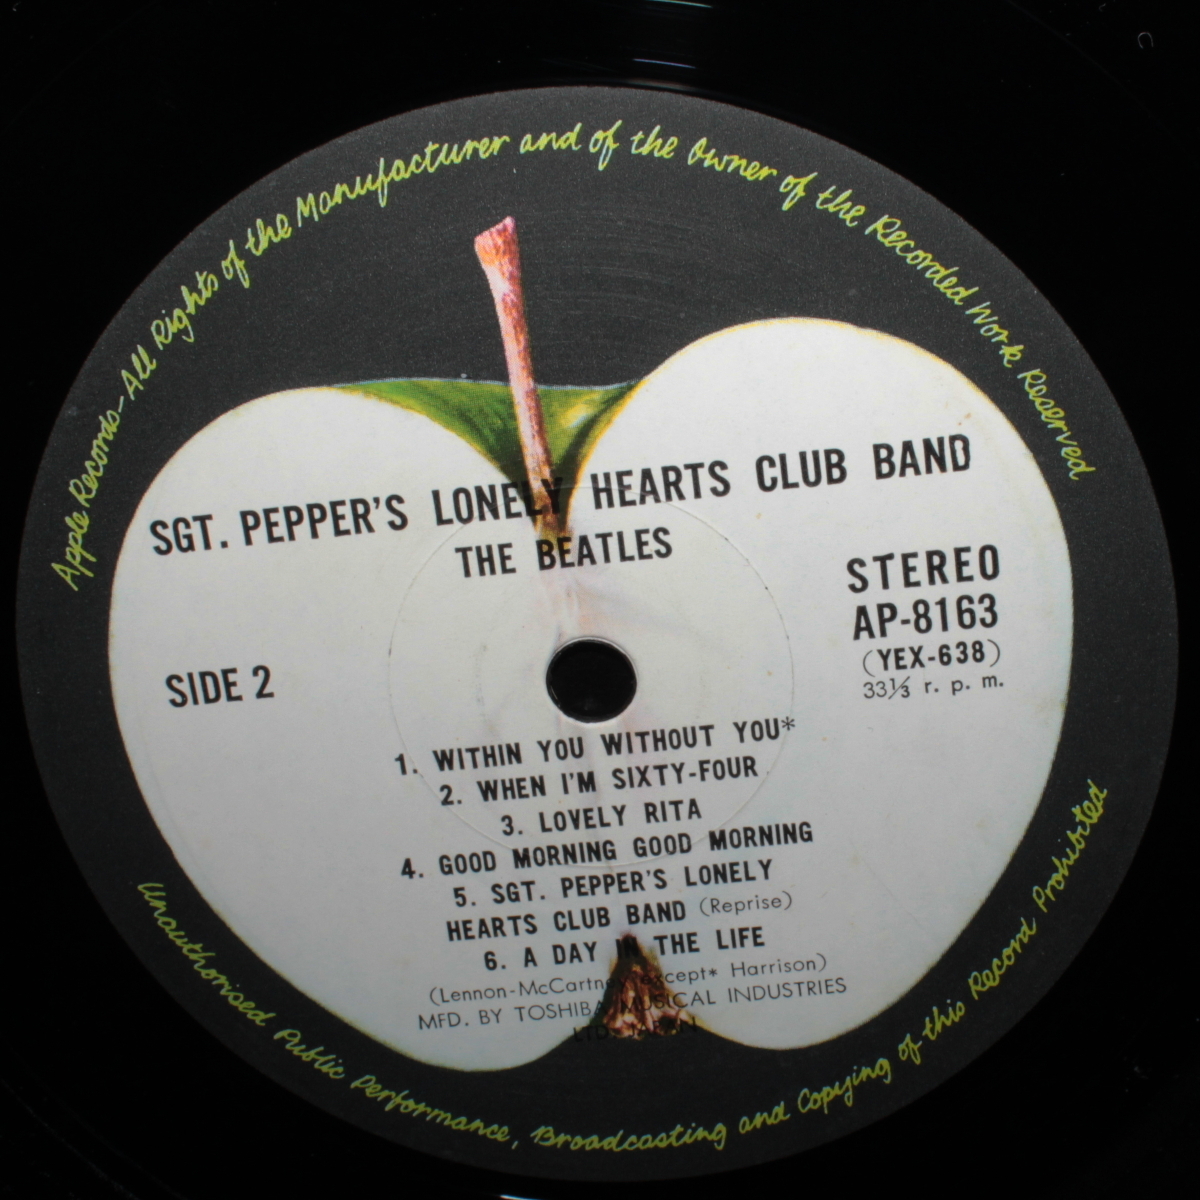 Apple Records—All Rights of the Manufacturer and of the Owner of the Recorded Work Reserved
SGT. PEPPER'S LONELY HEARTS CLUB BAND
THE BEATLES
STEREO
AP-8163
(YEX-638)
33⅓ r. p. m.
SIDE 2
1. WITHIN YOU WITHOUT YOU*
2. WHEN I'M SIXTY-FOUR
3. LOVELY RITA
4. GOOD MORNING GOOD MORNING
5. SGT. PEPPER'S LONELY
HEARTS CLUB BAND (Reprise)
6. A DAY IN THE LIFE
(Lennon-McCartney except* Harrison)
MFD. BY TOSHIBA MUSICAL INDUSTRIES
LTD. JAPAN
Unauthorised Public Performance, Broadcasting and Copying of this Record Prohibited